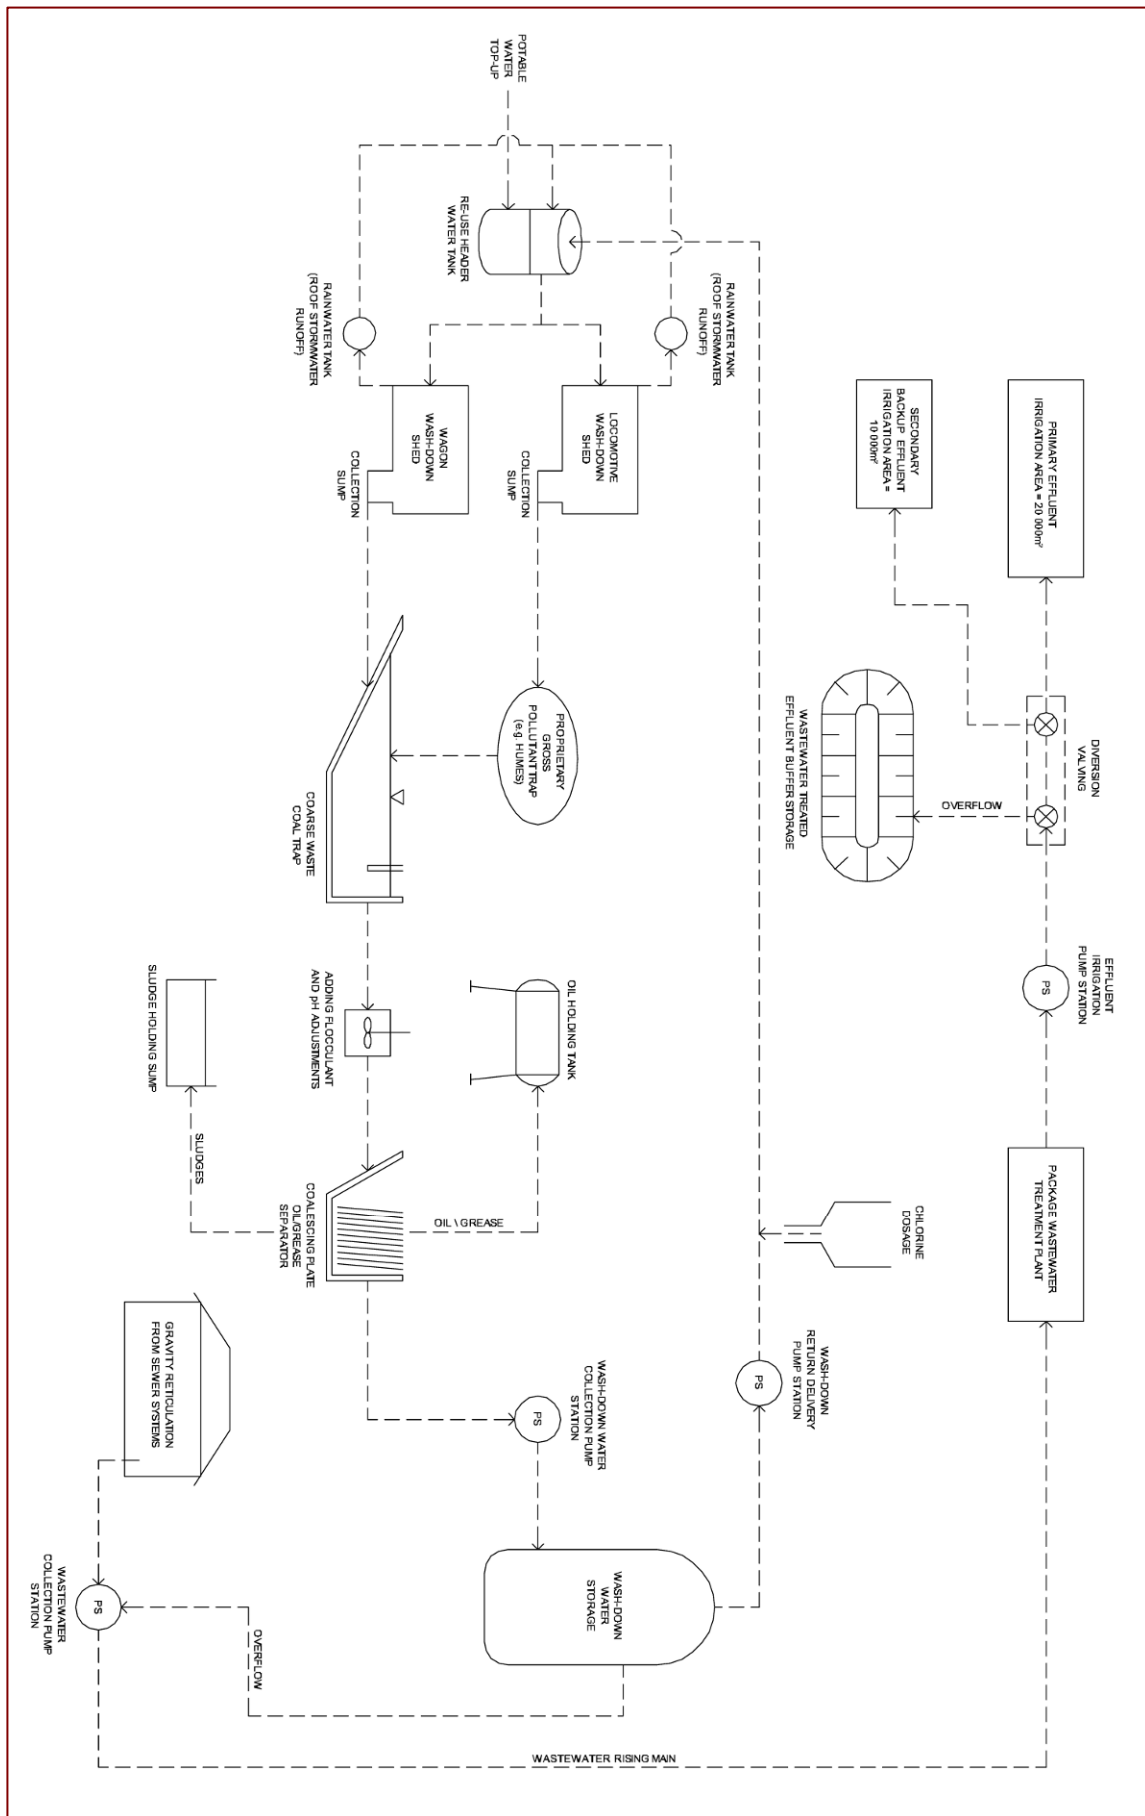 POTABLE
WATER
TOP-UP
RE-USE HEADER
WATER TANK
RAINWATER TANK
(ROOF STORMWATER
RUNOFF)
RAINWATER TANK
(ROOF STORMWATER
RUNOFF)
WAGON
WASH-DOWN
SHED
COLLECTION
SUMP
LOCOMOTIVE
WASH-DOWN
SHED
COLLECTION
SUMP
PROPRIETARY
GROSS
POLLUTANT TRAP
(e.g. HUMES)
COARSE WASTE
COAL TRAP
ADDING FLOCCULANT
AND pH ADJUSTMENTS
SLUDGE HOLDING SUMP
SLUDGES
OIL HOLDING TANK
OIL \ GREASE
COALESCING PLATE
OIL/GREASE
SEPARATOR
GRAVITY RETICULATION
FROM SEWER SYSTEMS
PS
WASTEWATER
COLLECTION PUMP
STATION
PS
WASH-DOWN WATER
COLLECTION PUMP
STATION
WASH-DOWN
WATER
STORAGE
OVERFLOW
WASTEWATER RISING MAIN
PS
WASH-DOWN
RETURN DELIVERY
PUMP STATION
CHLORINE
DOSAGE
PACKAGE WASTEWATER
TREATMENT PLANT
PS
EFFLUENT
IRRIGATION
PUMP STATION
DIVERSION
VALVING
OVERFLOW
WASTEWATER TREATED
EFFLUENT BUFFER STORAGE
SECONDARY
BACKUP EFFLUENT
IRRIGATION AREA =
10 000m²
PRIMARY EFFLUENT
IRRIGATION AREA = 20 000m²